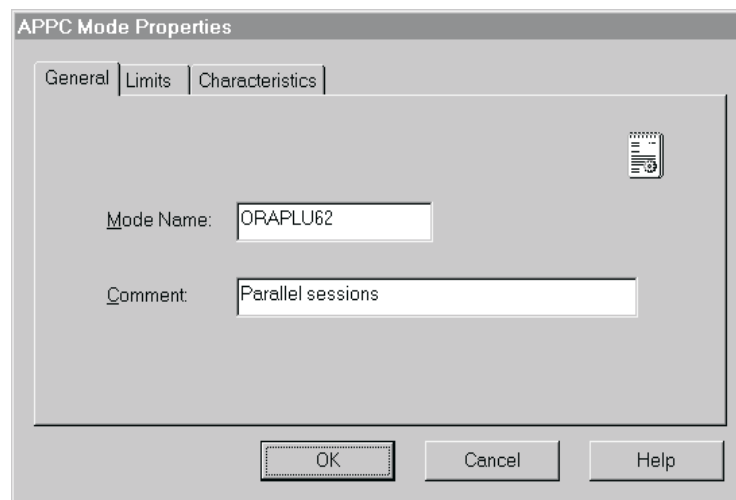 APPC Mode Properties
General Limits Characteristics
Mode Name: ORAPLU62
Comment: Parallel sessions
OK Cancel Help